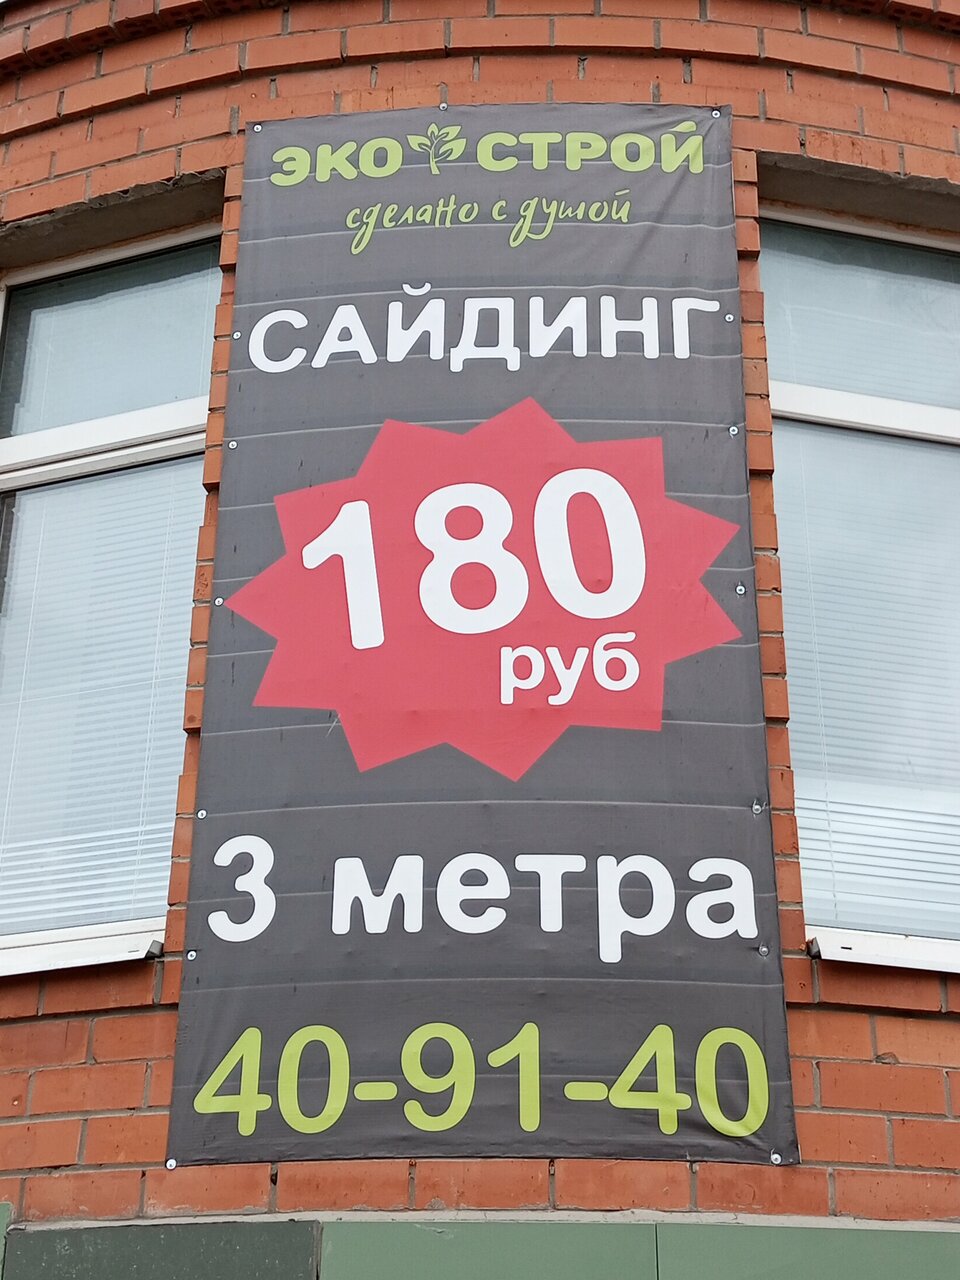 ЭКО СТРОЙ
сделано с душой
САЙДИНГ
180
руб
3 метра
40-91-40